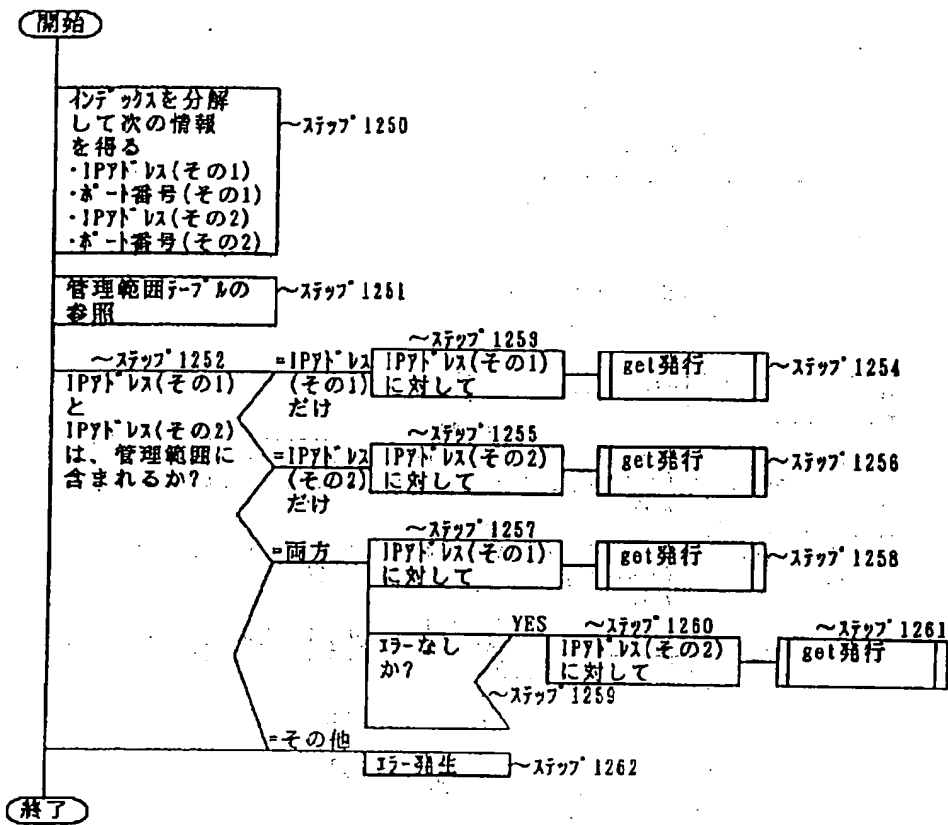 開始
インデックスを分解
して次の情報
を得る
・IPアドレス(その1)
・ポート番号(その1)
・IPアドレス(その2)
・ポート番号(その2)
～ステップ1250
管理範囲テーブルの
参照
～ステップ1251
～ステップ1252
IPアドレス(その1)
と
IPアドレス(その2)
は、管理範囲に
含まれるか?
=IPアドレス
(その1)
だけ
～ステップ1253
IPアドレス(その1)
に対して
get発行
～ステップ1254
=IPアドレス
(その2)
だけ
～ステップ1255
IPアドレス(その2)
に対して
get発行
～ステップ1256
=両方
～ステップ1257
IPアドレス(その1)
に対して
get発行
～ステップ1258
エラーなし
か?
～ステップ1259
YES
～ステップ1260
IPアドレス(その2)
に対して
～ステップ1261
get発行
=その他
エラー発生
～ステップ1262
終了